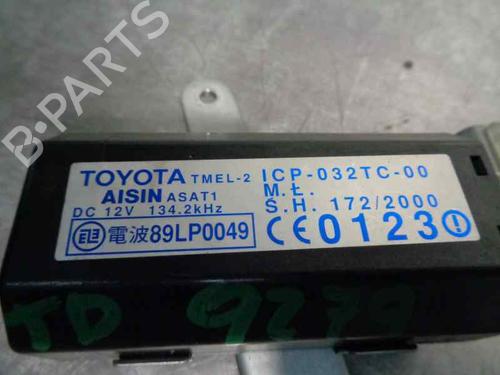 B-PARTS
TOYOTA TMEL-2 ICP-032TC-00
AISIN ASAT1 M.Ł.
DC 12V 134.2kHz Ś.H. 172/2000
電波89LP0049 CE0123
TD 9279